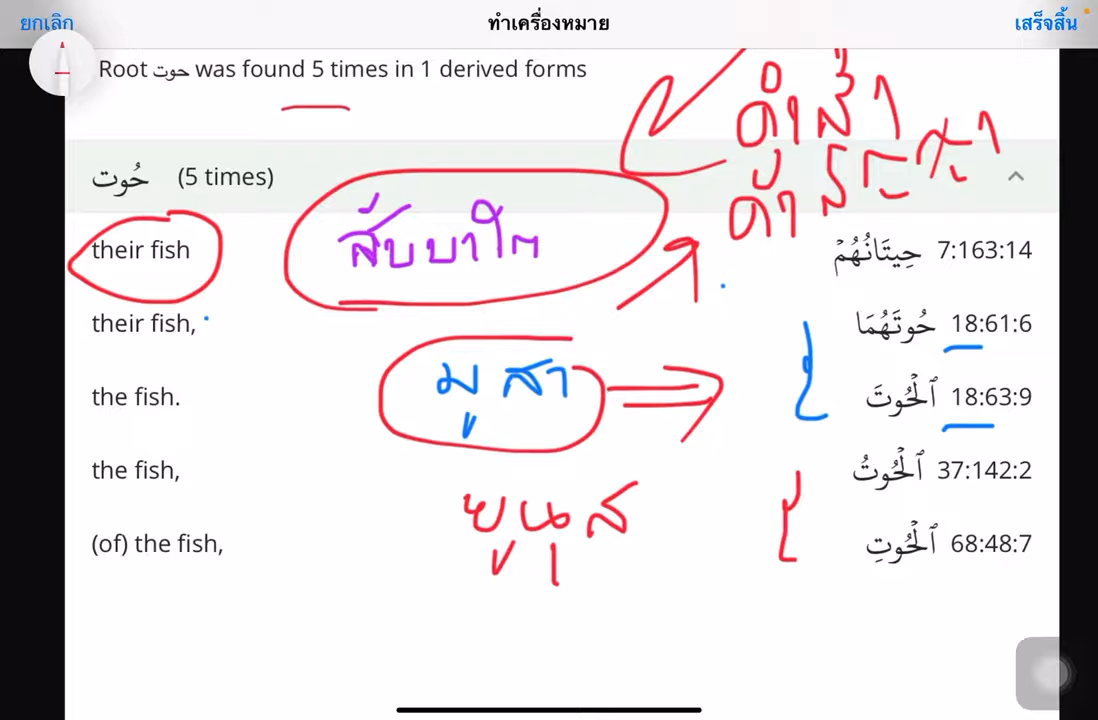 ยกเลิก ทำเครื่องหมาย เสร็จสิ้น
Root حوت was found 5 times in 1 derived forms
حُوت (5 times)
their fish حِيتَانُهُمْ 7:163:14
สับบาโต
their fish, حُوتَهُمَا 18:61:6
the fish. ٱلْحُوتَ 18:63:9
มูสา
the fish, ٱلْحُوتُ 37:142:2
ยูนุส
(of) the fish, ٱلْحُوتِ 68:48:7